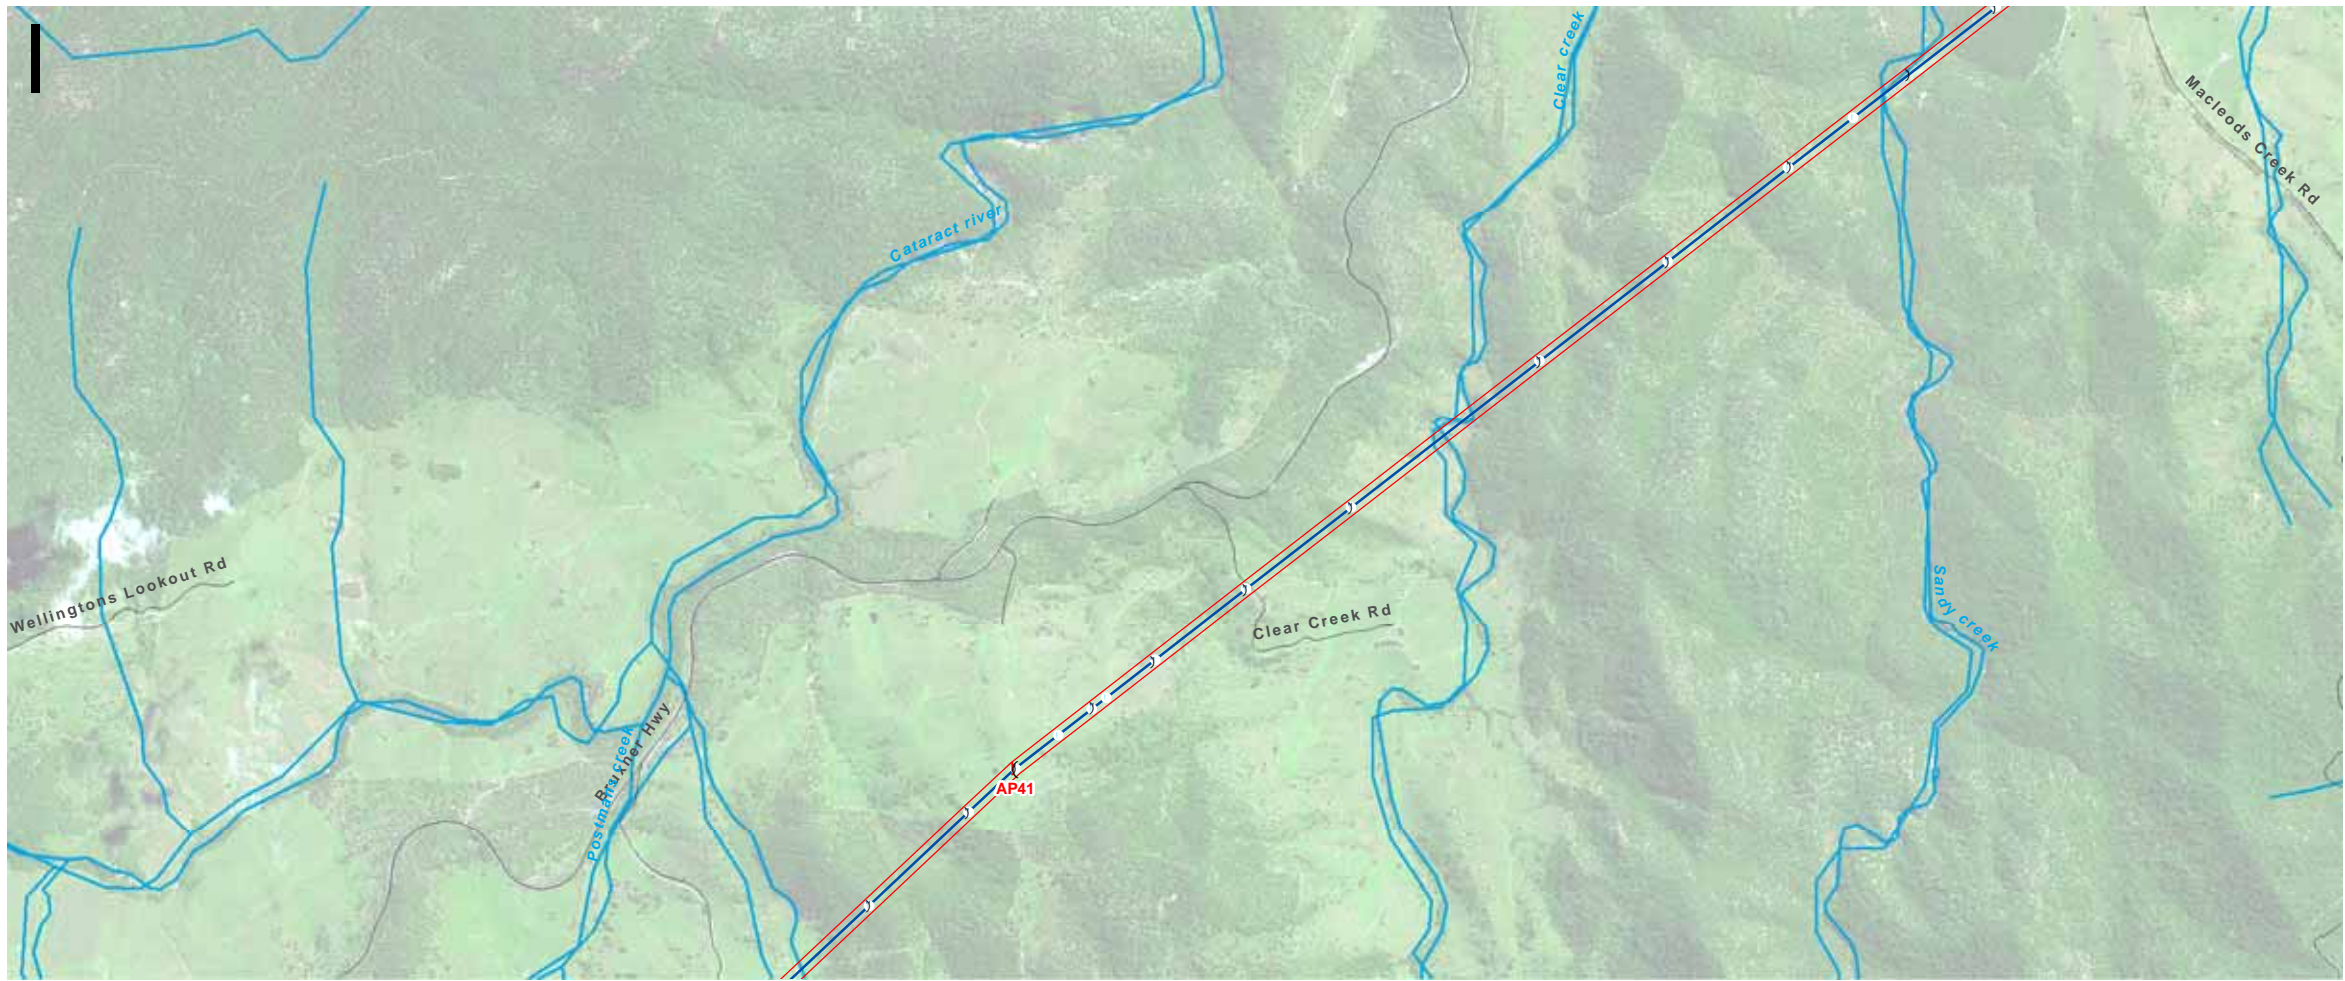 Clear creek
Macleods Creek Rd
Cataract river
Wellingtons Lookout Rd
Clear Creek Rd
Sandy creek
Bruxner Hwy
Postmans creek
AP41